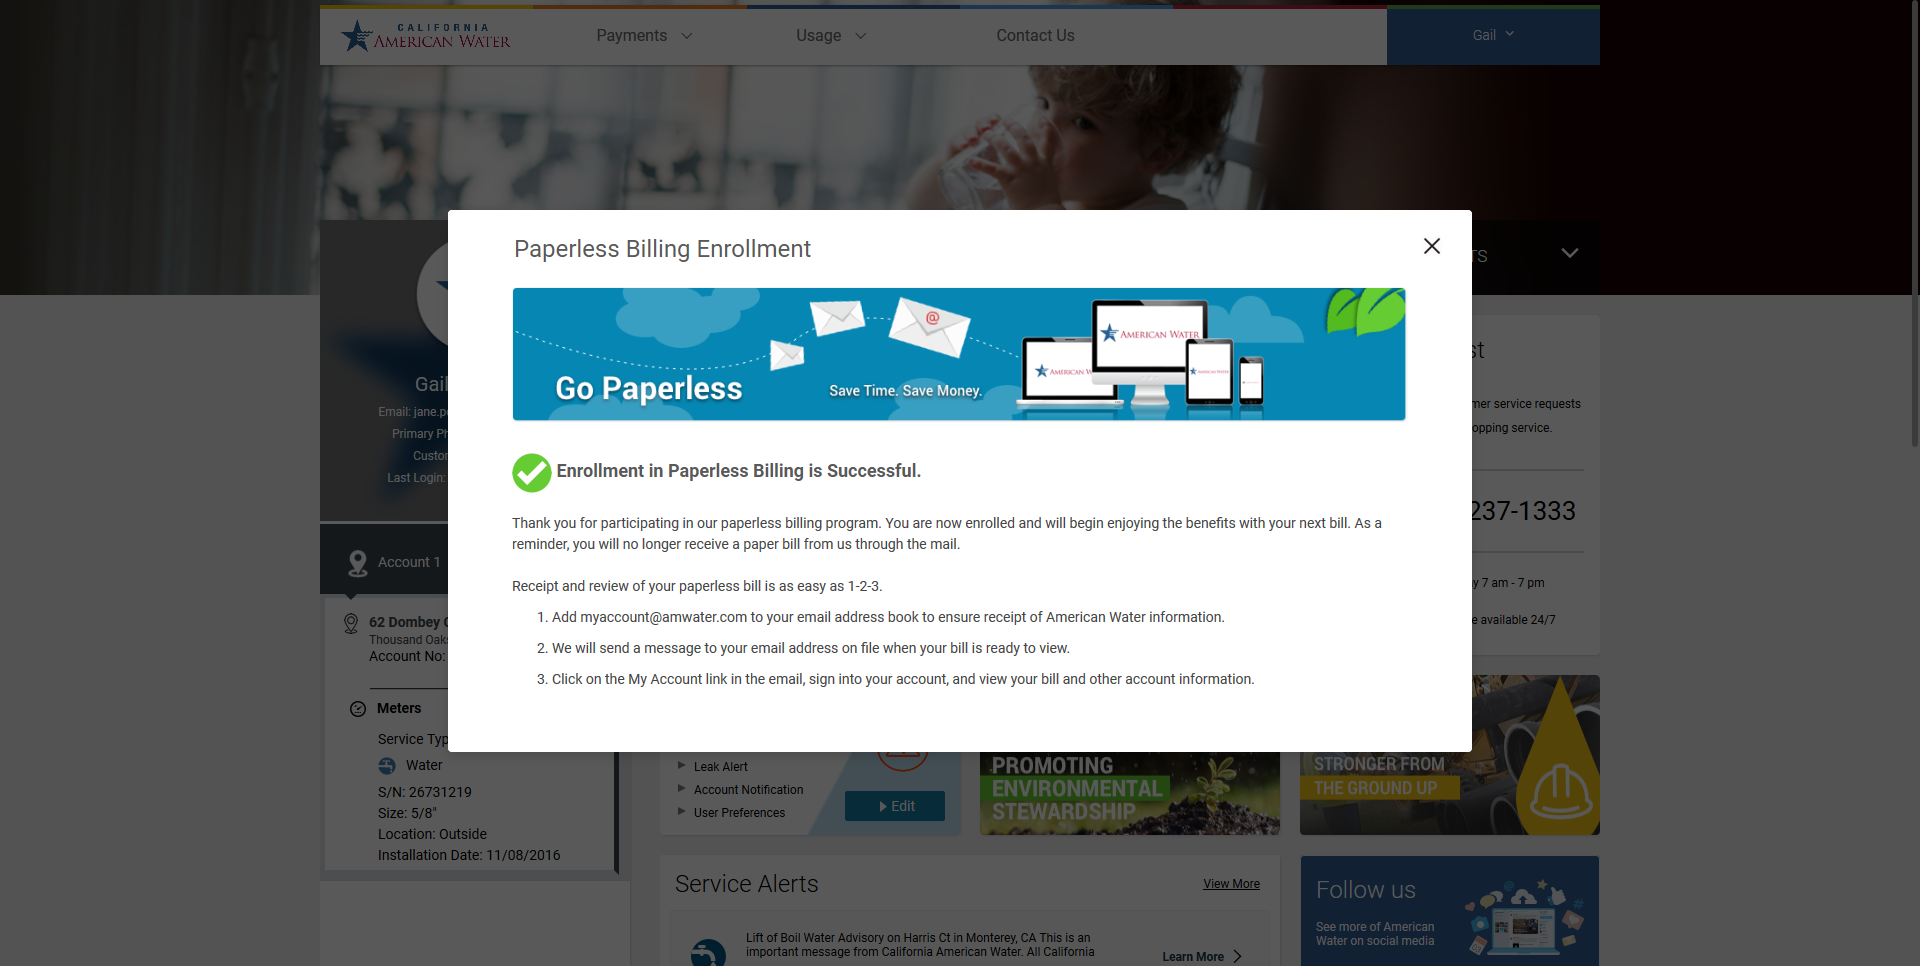 CALIFORNIA
AMERICAN WATER
Payments
Usage
Contact Us
Gail
TS
Paperless Billing Enrollment
@
AMERICAN WATER
AMERICAN W
Go Paperless
Save Time. Save Money.
Enrollment in Paperless Billing is Successful.
Thank you for participating in our paperless billing program. You are now enrolled and will begin enjoying the benefits with your next bill. As a
reminder, you will no longer receive a paper bill from us through the mail.
Receipt and review of your paperless bill is as easy as 1-2-3.
1. Add myaccount@amwater.com to your email address book to ensure receipt of American Water information.
2. We will send a message to your email address on file when your bill is ready to view.
3. Click on the My Account link in the email, sign into your account, and view your bill and other account information.
Gail
Email: jane.p
Primary Ph
Custo
Last Login:
Account 1
62 Dombey
Thousand Oak
Account No:
Meters
Service Typ
Water
S/N: 26731219
Size: 5/8"
Location: Outside
Installation Date: 11/08/2016
st
mer service requests
opping service.
237-1333
y 7 am - 7 pm
e available 24/7
Leak Alert
Account Notification
User Preferences
Edit
PROMOTING
ENVIRONMENTAL
STEWARDSHIP
STRONGER FROM
THE GROUND UP
Service Alerts
View More
Lift of Boil Water Advisory on Harris Ct in Monterey, CA This is an
important message from California American Water. All California
Learn More
Follow us
See more of American
Water on social media